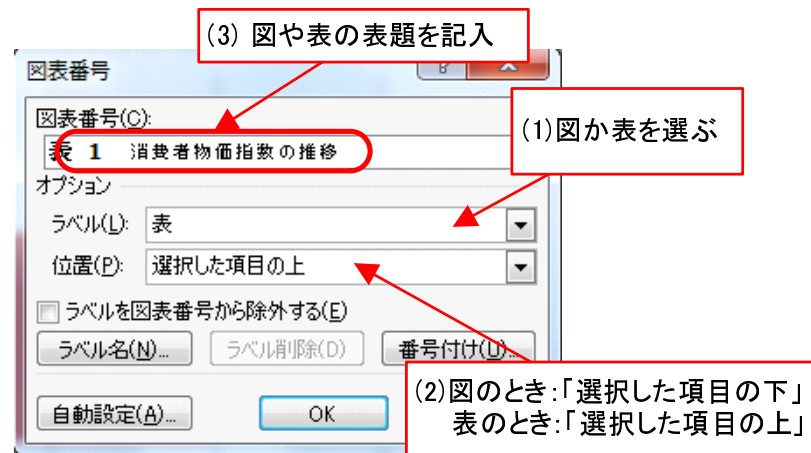 (3) 図や表の表題を記入
図表番号
?
図表番号(C):
表 1 消費者物価指数の推移
(1)図か表を選ぶ
オプション
ラベル(L): 表
位置(P): 選択した項目の上
ラベルを図表番号から除外する(E)
ラベル名(N)... ラベル削除(D) 番号付け(U)...
(2)図のとき:「選択した項目の下」
表のとき:「選択した項目の上」
自動設定(A)... OK